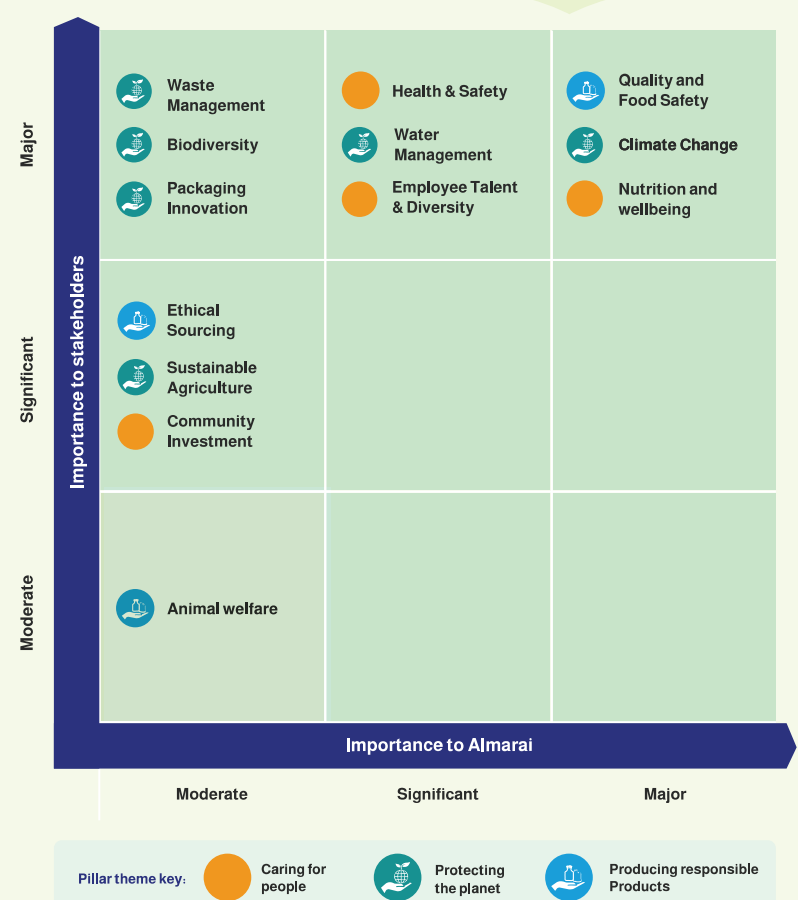 Major
Waste
Management
Biodiversity
Packaging
Innovation
Health & Safety
Water
Management
Employee Talent
& Diversity
Quality and
Food Safety
Climate Change
Nutrition and
wellbeing
Importance to stakeholders
Significant
Ethical
Sourcing
Sustainable
Agriculture
Community
Investment
Moderate
Animal welfare
Importance to Almarai
Moderate
Significant
Major
Pillar theme key:
Caring for
people
Protecting
the planet
Producing responsible
Products